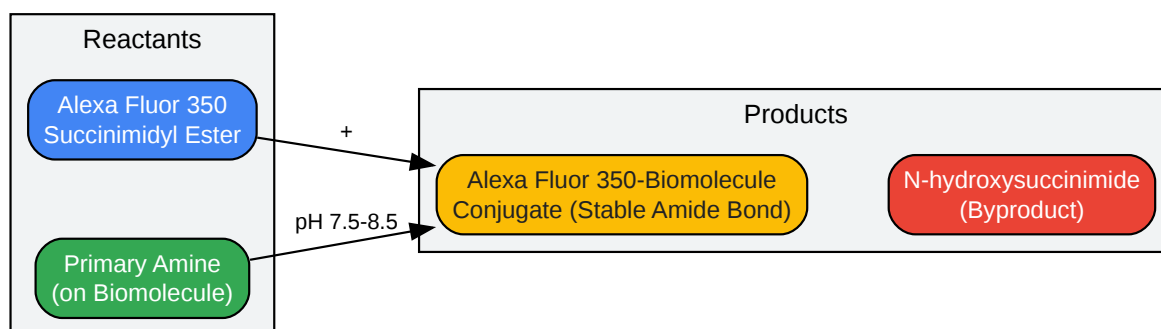 Reactants
Alexa Fluor 350
Succinimidyl Ester
Primary Amine
(on Biomolecule)
+
pH 7.5-8.5
Products
Alexa Fluor 350-Biomolecule
Conjugate (Stable Amide Bond)
N-hydroxysuccinimide
(Byproduct)